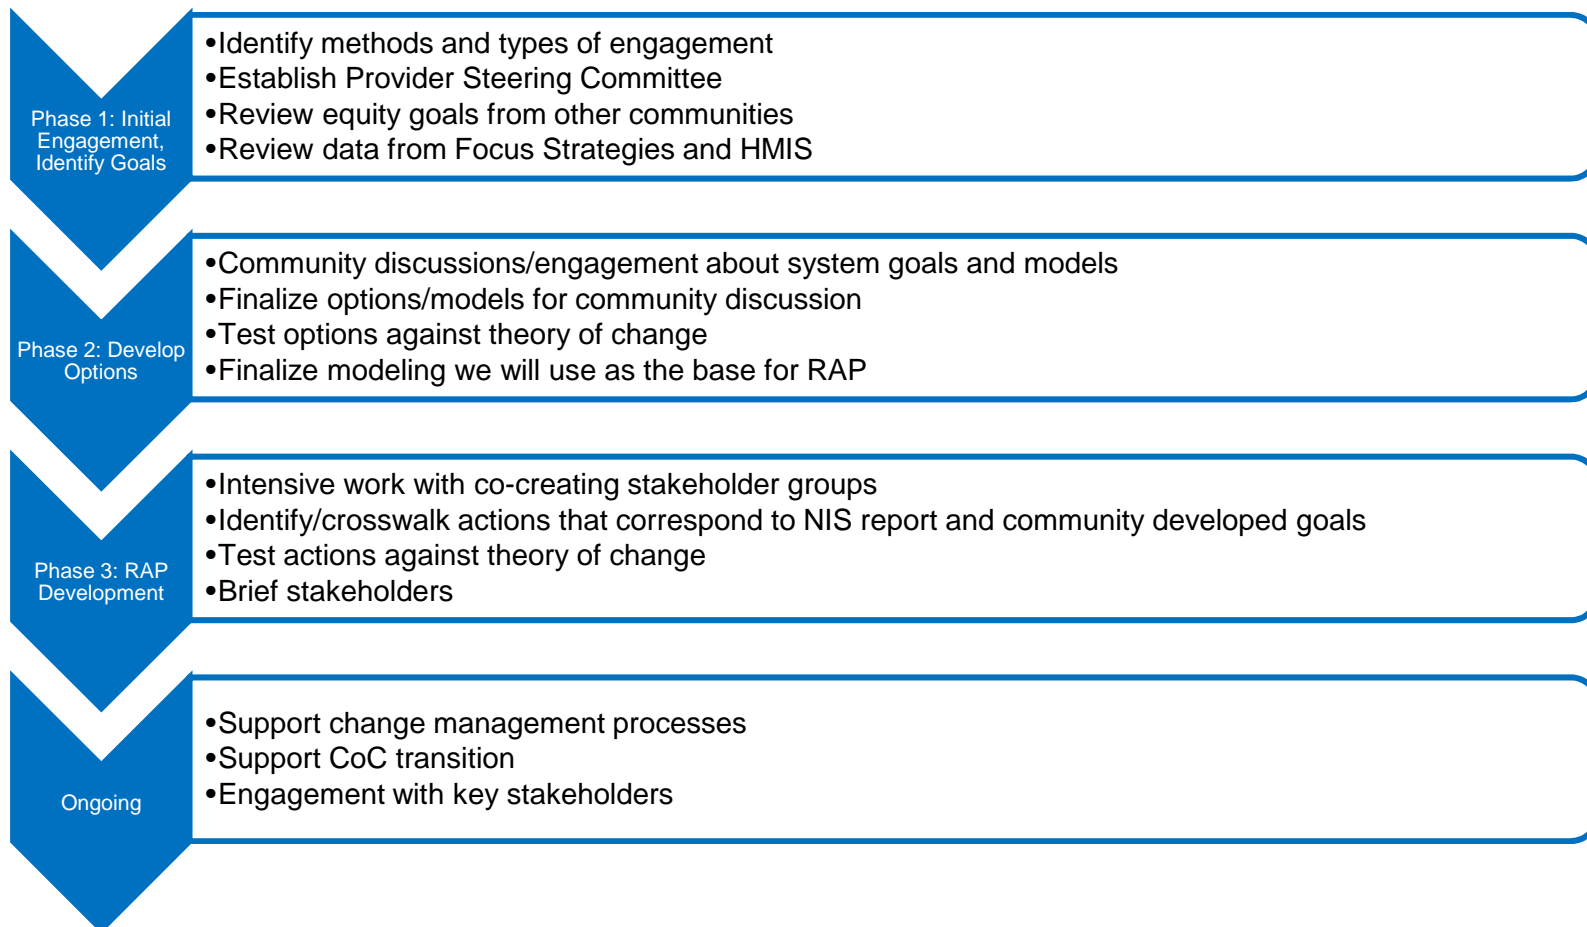 Phase 1: Initial
Engagement,
Identify Goals
•Identify methods and types of engagement
•Establish Provider Steering Committee
•Review equity goals from other communities
•Review data from Focus Strategies and HMIS
Phase 2: Develop
Options
•Community discussions/engagement about system goals and models
•Finalize options/models for community discussion
•Test options against theory of change
•Finalize modeling we will use as the base for RAP
Phase 3: RAP
Development
•Intensive work with co-creating stakeholder groups
•Identify/crosswalk actions that correspond to NIS report and community developed goals
•Test actions against theory of change
•Brief stakeholders
Ongoing
•Support change management processes
•Support CoC transition
•Engagement with key stakeholders